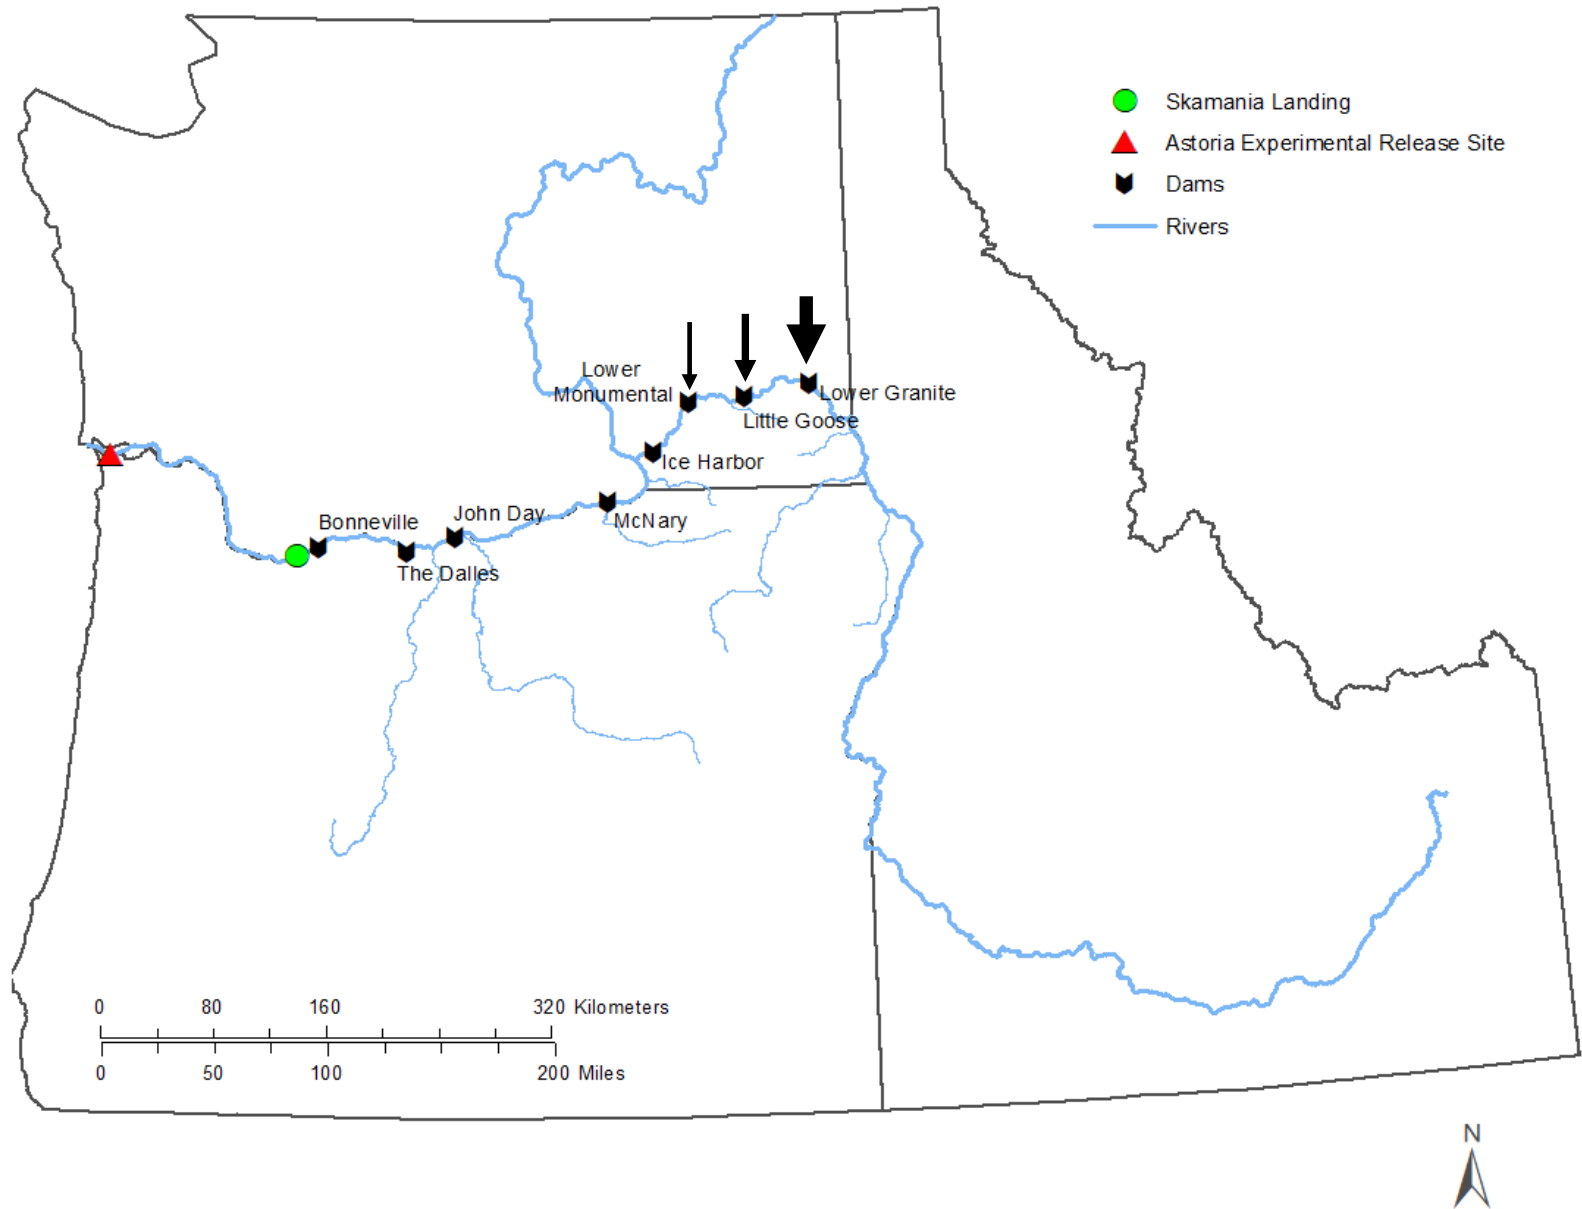 Skamania Landing
Astoria Experimental Release Site
Dams
Rivers
Lower
Monumental
Lower Granite
Little Goose
Ice Harbor
McNary
John Day
Bonneville
The Dalles
0 80 160 320 Kilometers
0 50 100 200 Miles
N